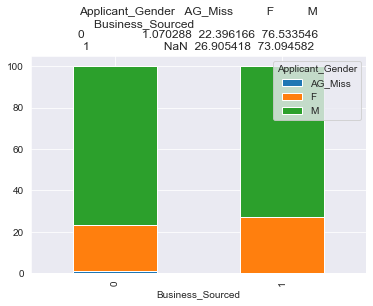 Applicant_Gender AG_Miss F M
Business_Sourced
0 1.070288 22.396166 76.533546
1 NaN 26.905418 73.094582
100
80
60
40
20
0
Applicant_Gender
AG_Miss
F
M
0
1
Business_Sourced